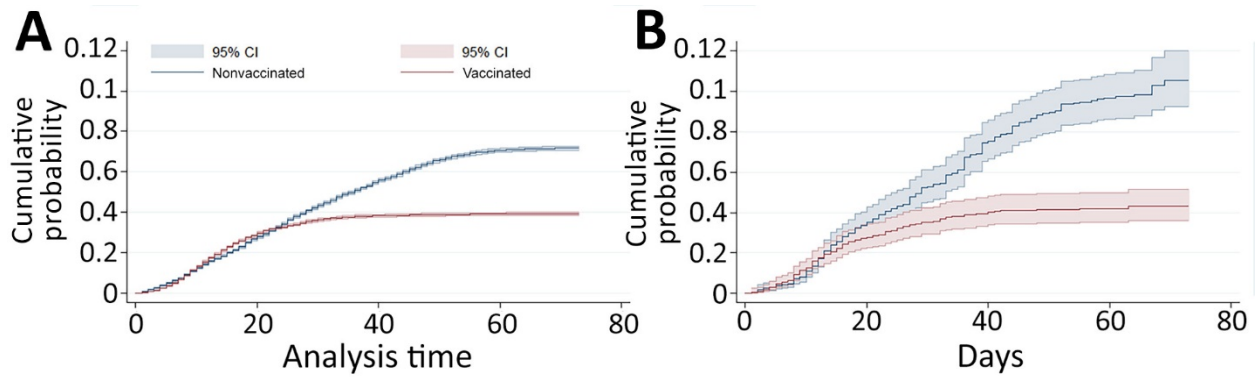 A
B
0.12
0.1
0.8
0.6
0.4
0.2
0
Cumulative
probability
95% CI
95% CI
Nonvaccinated
Vaccinated
0
20
40
60
80
Analysis time
0.12
0.1
0.8
0.6
0.4
0.2
0
Cumulative
probability
0
20
40
60
80
Days